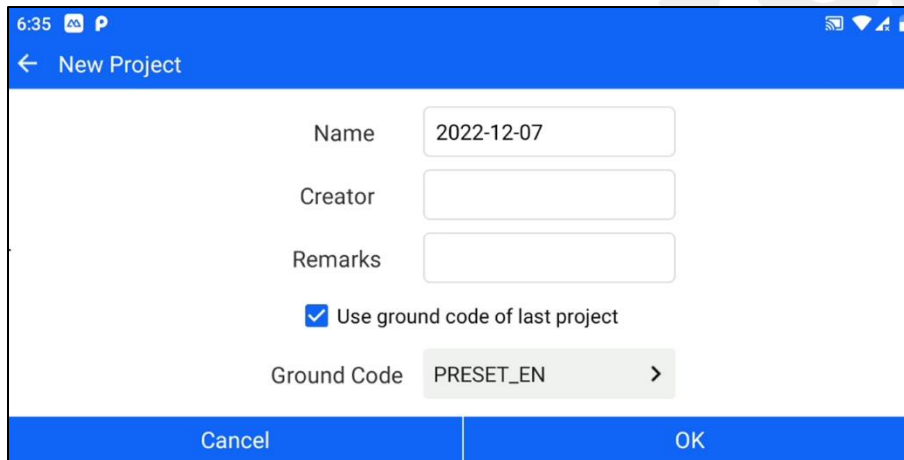 6:35
New Project
Name 2022-12-07
Creator
Remarks
Use ground code of last project
Ground Code PRESET_EN
Cancel OK